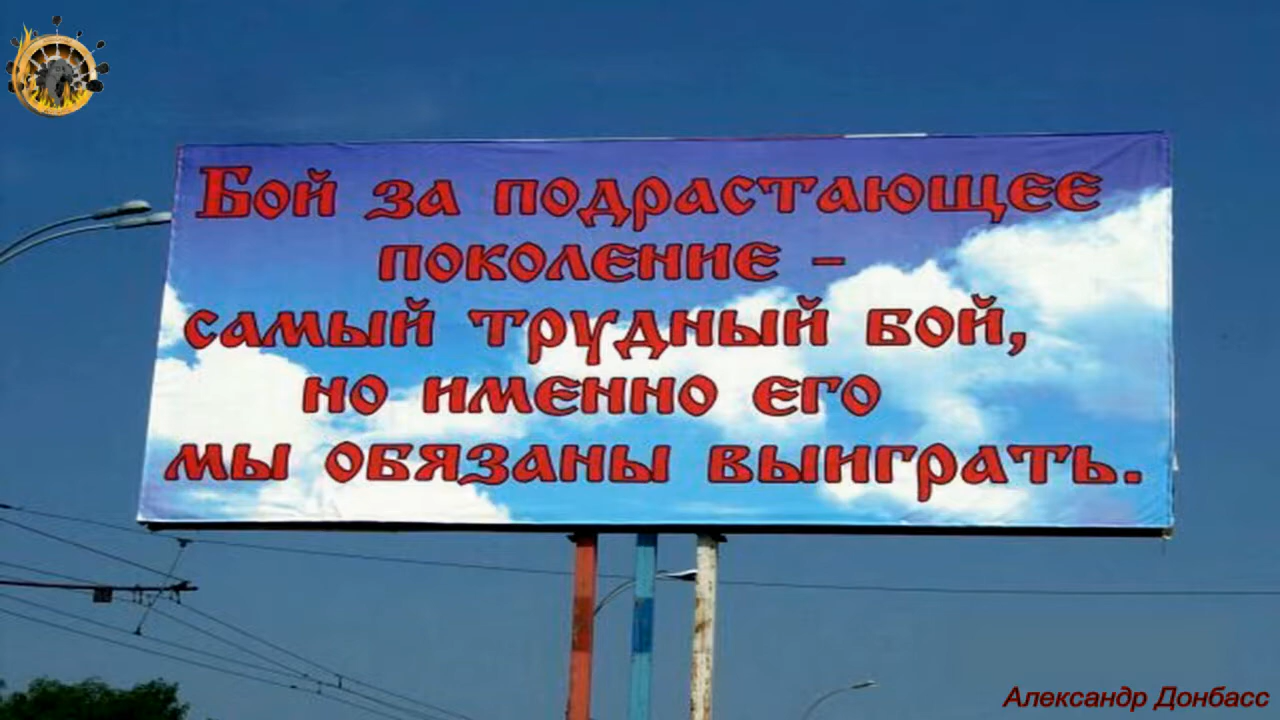 Бой за подрастающее
поколение –
самый трудный бой,
но именно его
мы обязаны выиграть.
Александр Донбасс